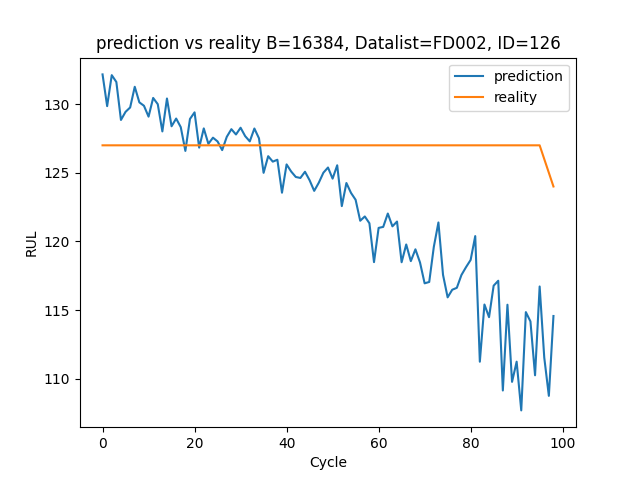 prediction vs reality B=16384, Datalist=FD002, ID=126
prediction
reality
RUL
130
125
120
115
110
0 20 40 60 80 100
Cycle